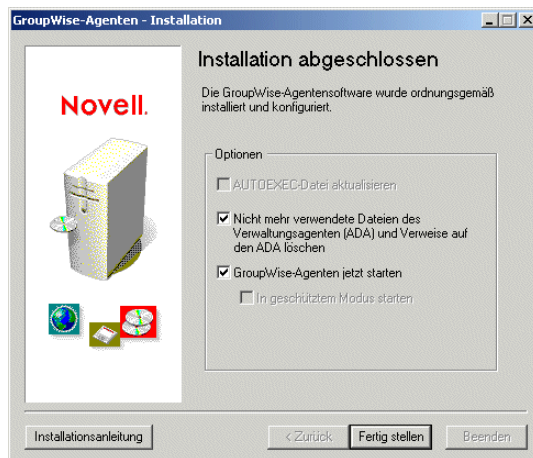 GroupWise-Agenten - Installation
Novell.
Installation abgeschlossen
Die GroupWise-Agentensoftware wurde ordnungsgemäß
installiert und konfiguriert.
Optionen
AUTOEXEC-Datei aktualisieren
Nicht mehr verwendete Dateien des
Verwaltungsagenten (ADA) und Verweise auf
den ADA löschen
GroupWise-Agenten jetzt starten
In geschütztem Modus starten
Installationsanleitung
< Zurück
Fertig stellen
Beenden